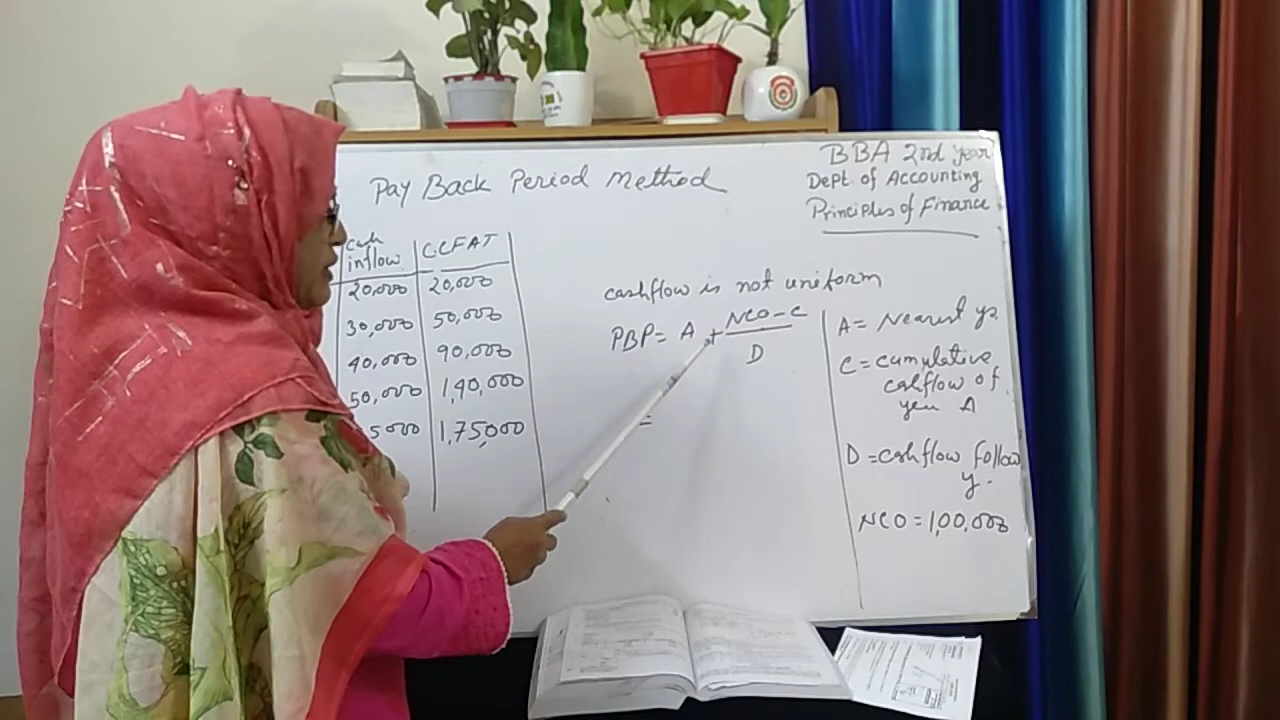 BBA 2nd year
Dept. of Accounting
Principles of Finance
Pay Back Period Method
cash inflow | CCFAT
20,000 | 20,000
30,000 | 50,000
40,000 | 90,000
50,000 | 1,40,000
5000 | 1,75,000
cashflow is not uniform
PBP = A + NCO - C
D
=
A = Nearest yr.
C = cumulative
cashflow of
year A
D = cashflow follow
y.
NCO = 1,00,000